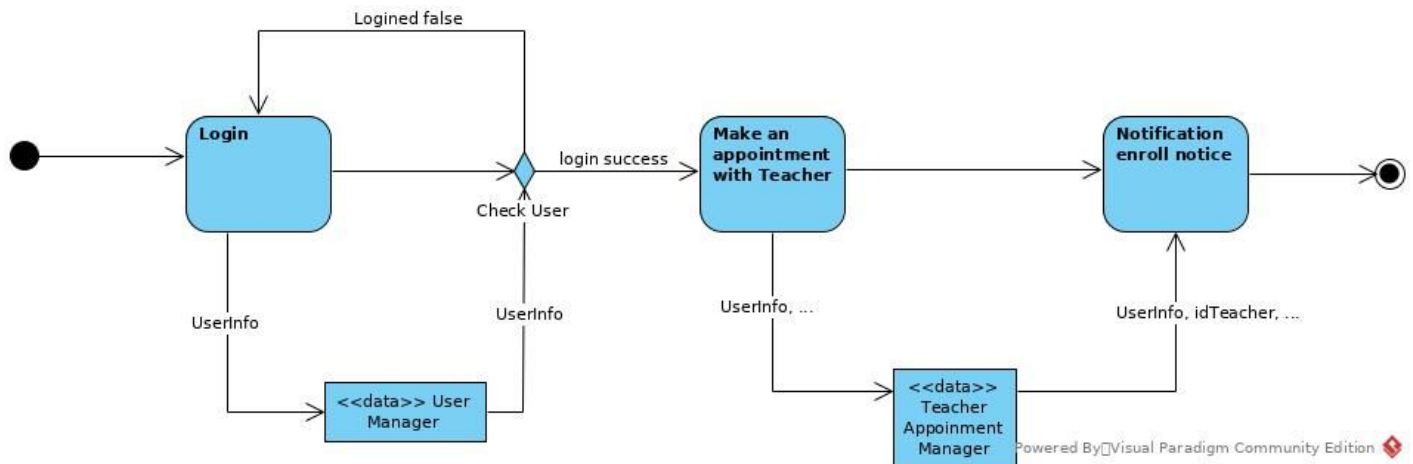 Logined false
Login
Make an
appointment
with Teacher
Notification
enroll notice
login success
Check User
UserInfo
UserInfo
UserInfo, ...
UserInfo, idTeacher, ...
<<data>> User
Manager
<<data>>
Teacher
Appoinment
Manager
Powered By Visual Paradigm Community Edition